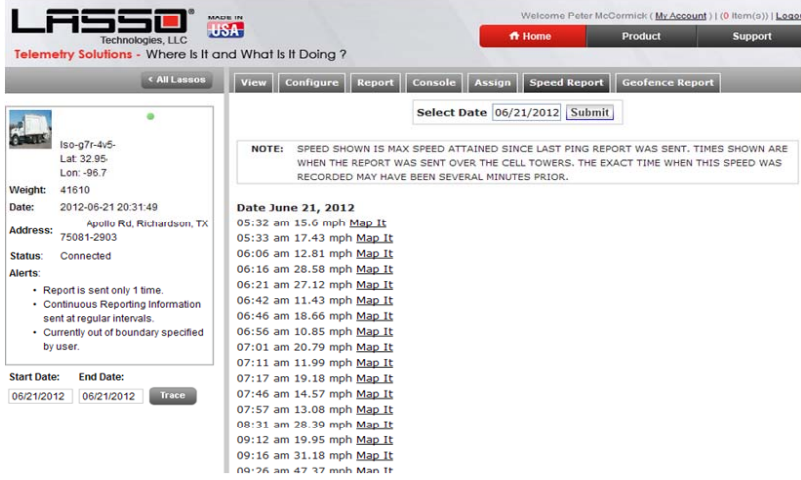 LASSO
Technologies, LLC
MADE IN
USA
Telemetry Solutions - Where Is It and What Is It Doing ?
Welcome Peter McCormick ( My Account ) | (0 Item(s)) | Logou
Home Product Support
< All Lassos
View Configure Report Console Assign Speed Report Geofence Report
Select Date 06/21/2012 Submit
lso-g7r-4v5-
Lat: 32.95-
Lon: -96.7
Weight: 41610
Date: 2012-06-21 20:31:49
Address: Apollo Rd, Richardson, TX
75081-2903
Status: Connected
Alerts:
• Report is sent only 1 time.
• Continuous Reporting Information
sent at regular intervals.
• Currently out of boundary specified
by user.
Start Date: End Date:
06/21/2012 06/21/2012 Trace
NOTE: SPEED SHOWN IS MAX SPEED ATTAINED SINCE LAST PING REPORT WAS SENT. TIMES SHOWN ARE
WHEN THE REPORT WAS SENT OVER THE CELL TOWERS. THE EXACT TIME WHEN THIS SPEED WAS
RECORDED MAY HAVE BEEN SEVERAL MINUTES PRIOR.
Date June 21, 2012
05:32 am 15.6 mph Map It
05:33 am 17.43 mph Map It
06:06 am 12.81 mph Map It
06:16 am 28.58 mph Map It
06:21 am 27.12 mph Map It
06:42 am 11.43 mph Map It
06:46 am 18.66 mph Map It
06:56 am 10.85 mph Map It
07:01 am 20.79 mph Map It
07:11 am 11.99 mph Map It
07:17 am 19.18 mph Map It
07:46 am 14.57 mph Map It
07:57 am 13.08 mph Map It
08:31 am 28.39 mph Map It
09:12 am 19.95 mph Map It
09:16 am 31.18 mph Map It
09:26 am 47.37 mph Map It